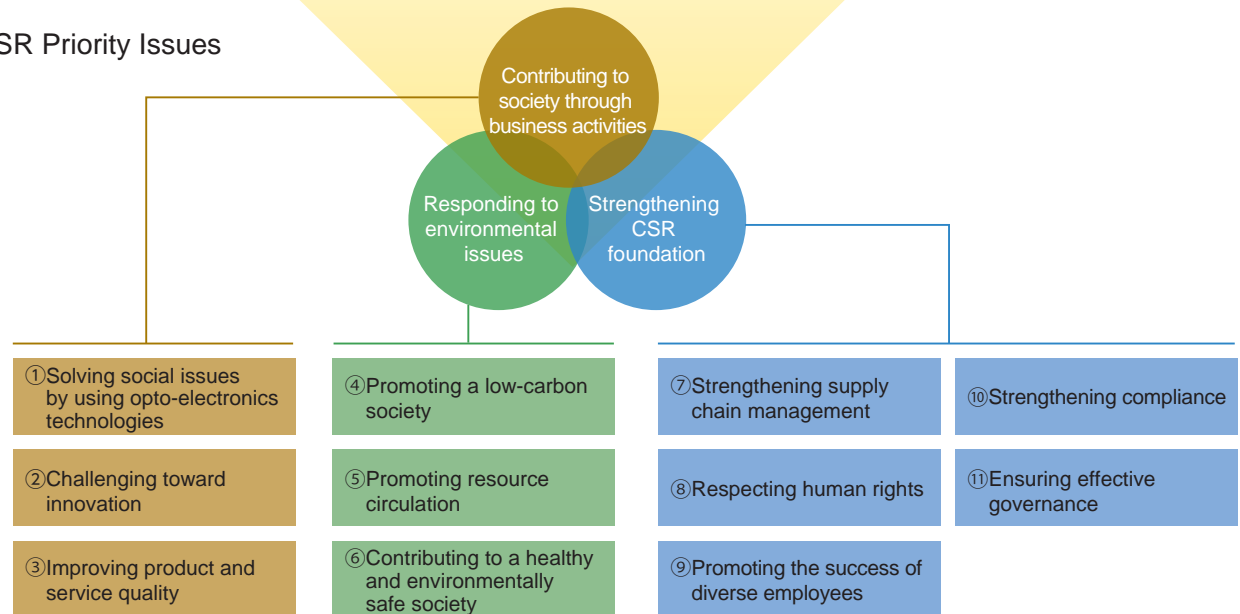 SR Priority Issues
Contributing to
society through
business activities
Responding to
environmental
issues
Strengthening
CSR
foundation
①Solving social issues
by using opto-electronics
technologies
②Challenging toward
innovation
③Improving product and
service quality
④Promoting a low-carbon
society
⑤Promoting resource
circulation
⑥Contributing to a healthy
and environmentally
safe society
⑦Strengthening supply
chain management
⑧Respecting human rights
⑨Promoting the success of
diverse employees
⑩Strengthening compliance
⑪Ensuring effective
governance